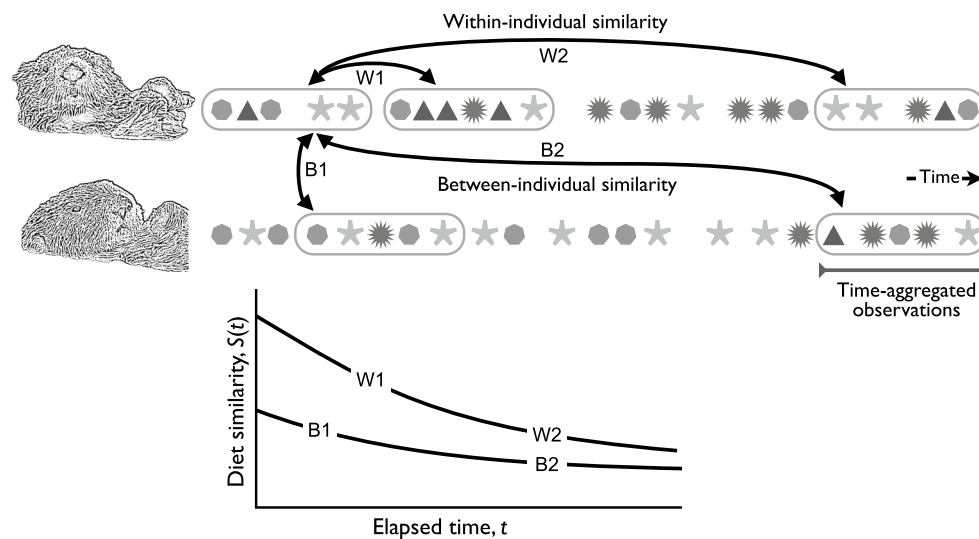 Within-individual similarity
W2
W1
B1
B2
Between-individual similarity
Time
Time-aggregated
observations
Diet similarity, S(t)
W1
B1
W2
B2
Elapsed time, t